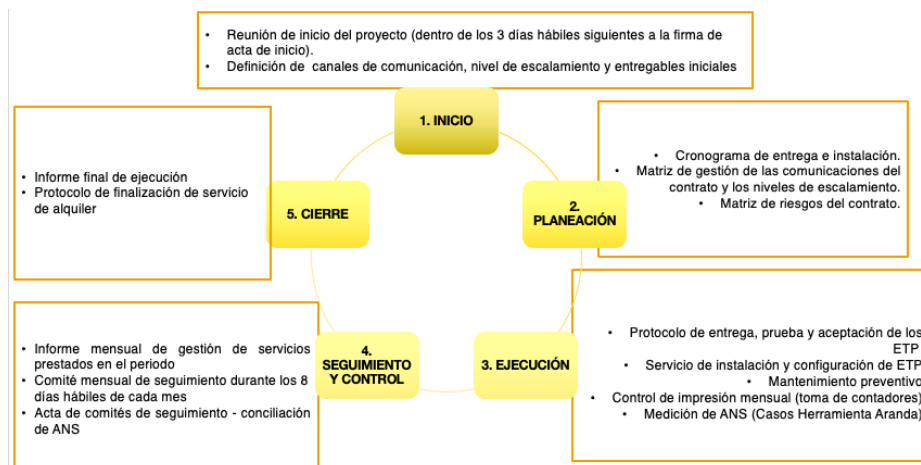 • Reunión de inicio del proyecto (dentro de los 3 días hábiles siguientes a la firma de
acta de inicio).
• Definición de canales de comunicación, nivel de escalamiento y entregables iniciales
1. INICIO
• Cronograma de entrega e instalación.
• Matriz de gestión de las comunicaciones del
contrato y los niveles de escalamiento.
• Matriz de riesgos del contrato.
2.
PLANEACIÓN
• Protocolo de entrega, prueba y aceptación de los
ETP
• Servicio de instalación y configuración de ETP
• Mantenimiento preventivo
• Control de impresión mensual (toma de contadores)
• Medición de ANS (Casos Herramienta Aranda)
3. EJECUCIÓN
4.
SEGUIMIENTO
Y CONTROL
• Informe mensual de gestión de servicios
prestados en el periodo
• Comité mensual de seguimiento durante los 8
días hábiles de cada mes
• Acta de comités de seguimiento - conciliación
de ANS
5. CIERRE
• Informe final de ejecución
• Protocolo de finalización de servicio
de alquiler